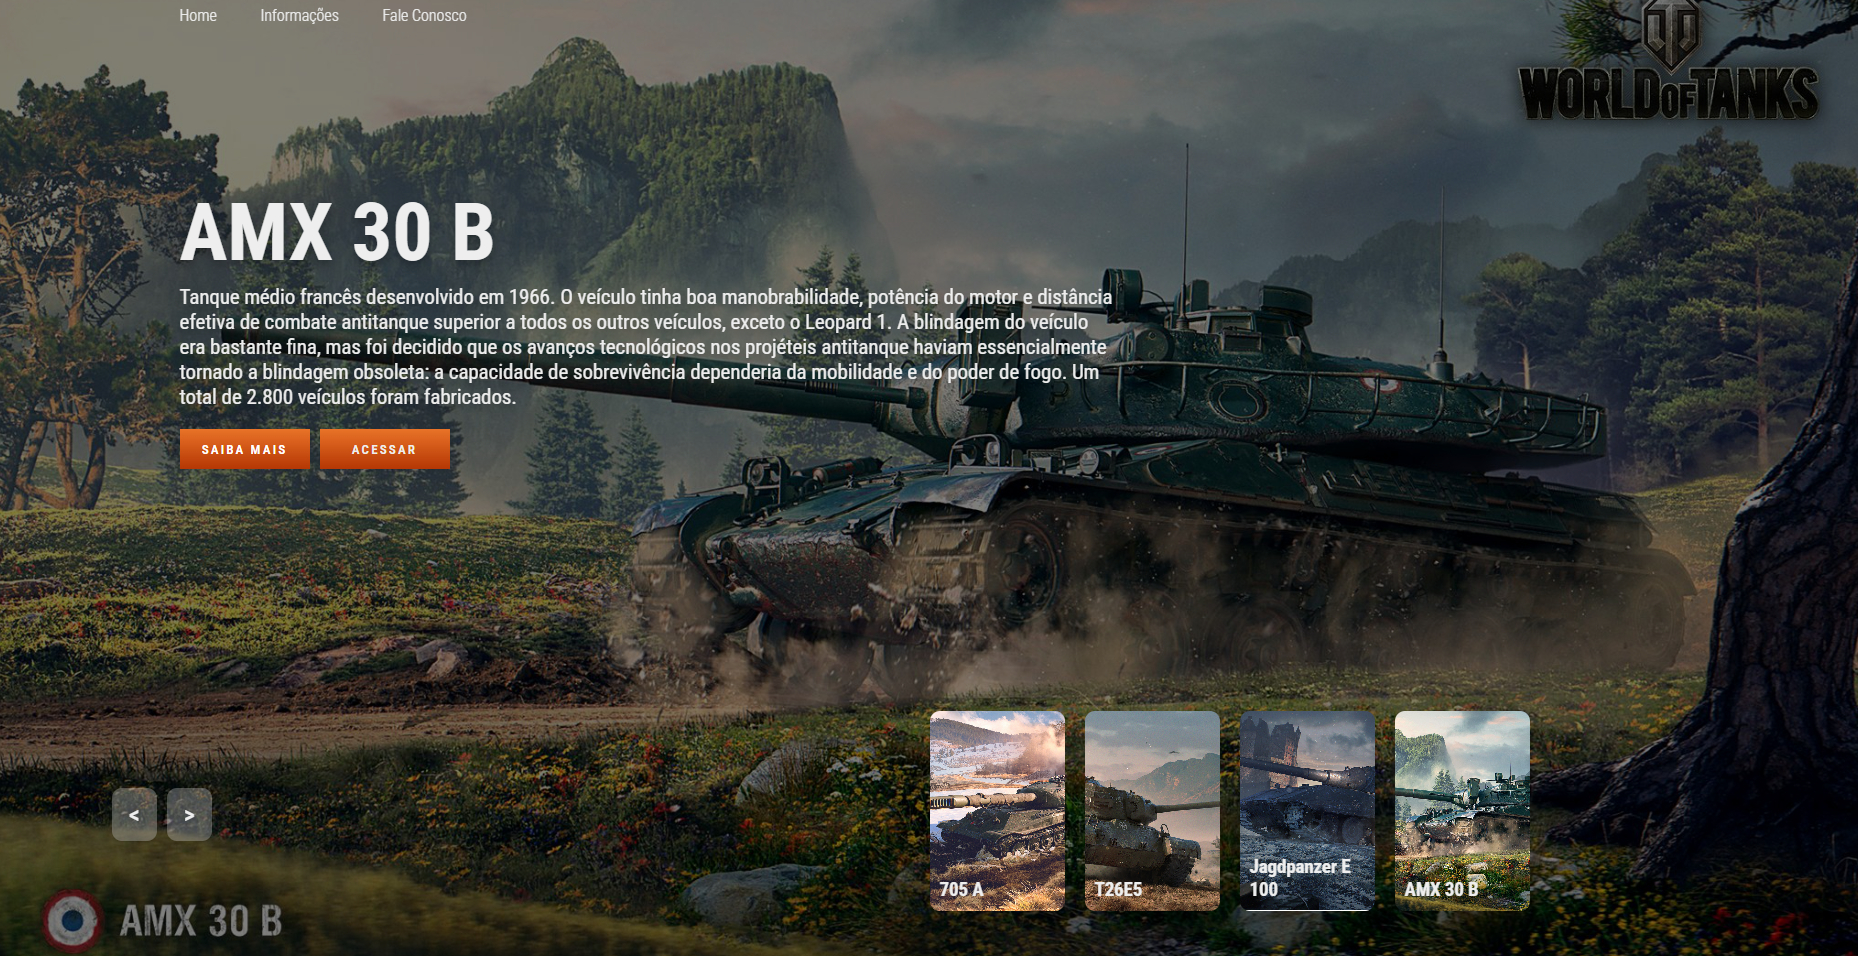 Home
Informações
Fale Conosco
WORLD OF TANKS
AMX 30 B
Tanque médio francês desenvolvido em 1966. O veículo tinha boa manobrabilidade, potência do motor e distância
efetiva de combate antitanque superior a todos os outros veículos, exceto o Leopard 1. A blindagem do veículo
era bastante fina, mas foi decidido que os avanços tecnológicos nos projéteis antitanque haviam essencialmente
tornado a blindagem obsoleta: a capacidade de sobrevivência dependeria da mobilidade e do poder de fogo. Um
total de 2.800 veículos foram fabricados.
SAIBA MAIS
ACESSAR
< >
705 A
T26E5
Jagdpanzer E
100
AMX 30 B
AMX 30 B